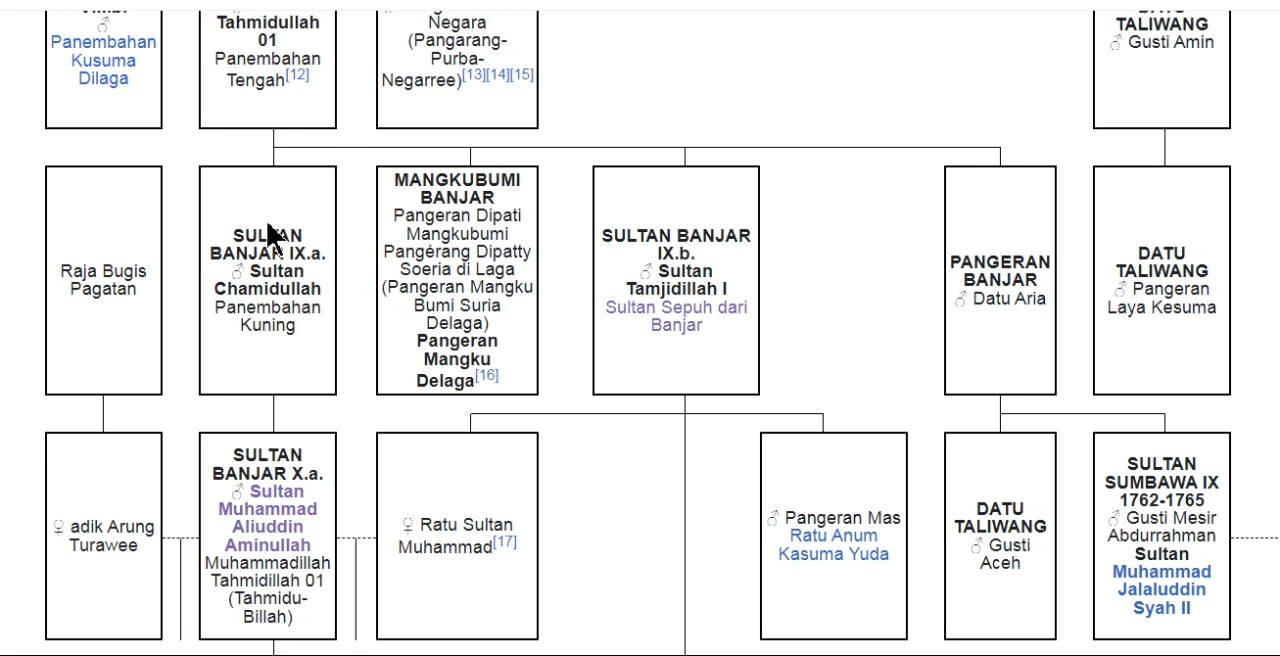 ♂
Panembahan
Kusuma
Dilaga
Tahmidullah
01
Panembahan
Tengah[12]
Negara
(Pangarang-
Purba-
Negarree)[13][14][15]
TALIWANG
♂ Gusti Amin
Raja Bugis
Pagatan
SULTAN
BANJAR IX.a.
♂ Sultan
Chamidullah
Panembahan
Kuning
MANGKUBUMI
BANJAR
Pangeran Dipati
Mangkubumi
Pangérang Dipatty
Soeria di Laga
(Pangeran Mangku
Bumi Suria
Delaga)
Pangeran
Mangku
Delaga[16]
SULTAN BANJAR
IX.b.
♂ Sultan
Tamjidillah I
Sultan Sepuh dari
Banjar
PANGERAN
BANJAR
♂ Datu Aria
DATU
TALIWANG
♂ Pangeran
Laya Kesuma
♀ adik Arung
Turawee
SULTAN
BANJAR X.a.
♂ Sultan
Muhammad
Aliuddin
Aminullah
Muhammadillah
Tahmidillah 01
(Tahmidu-
Billah)
♀ Ratu Sultan
Muhammad[17]
♂ Pangeran Mas
Ratu Anum
Kasuma Yuda
DATU
TALIWANG
♂ Gusti
Aceh
SULTAN
SUMBAWA IX
1762-1765
♂ Gusti Mesir
Abdurrahman
Sultan
Muhammad
Jalaluddin
Syah II